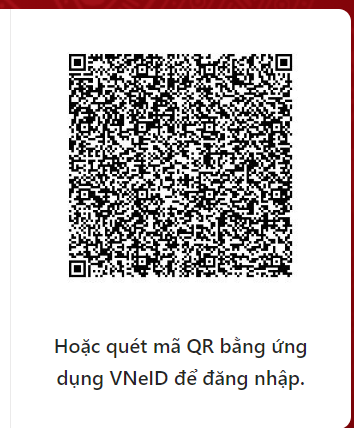 Hoặc quét mã QR bằng ứng
dụng VNeID để đăng nhập.